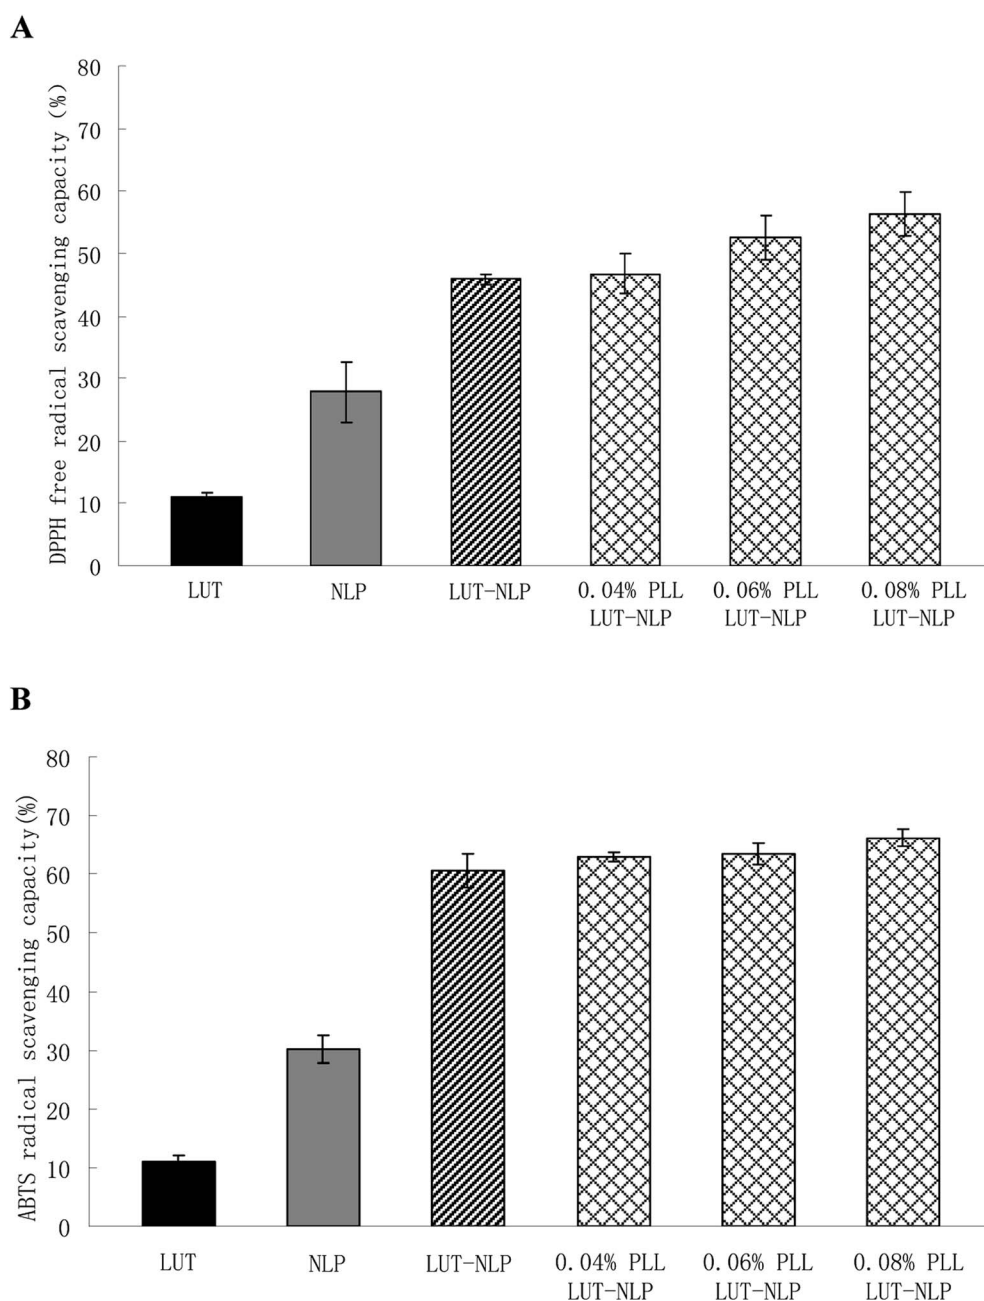 A
DPPH free radical scavenging capacity (%)
80
70
60
50
40
30
20
10
0
LUT
NLP
LUT-NLP
0.04% PLL
LUT-NLP
0.06% PLL
LUT-NLP
0.08% PLL
LUT-NLP
B
ABTS radical scavenging capacity(%)
80
70
60
50
40
30
20
10
0
LUT
NLP
LUT-NLP
0.04% PLL
LUT-NLP
0.06% PLL
LUT-NLP
0.08% PLL
LUT-NLP